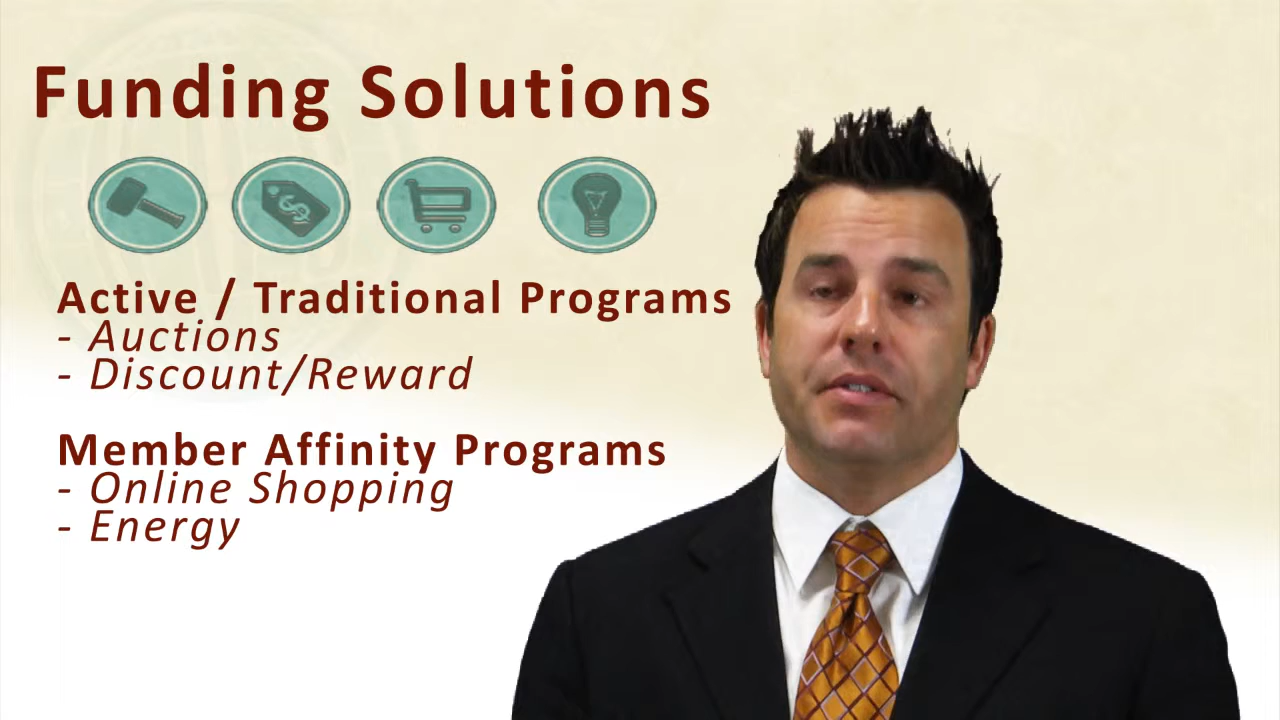 Funding Solutions
Active / Traditional Programs
- Auctions
- Discount/Reward
Member Affinity Programs
- Online Shopping
- Energy